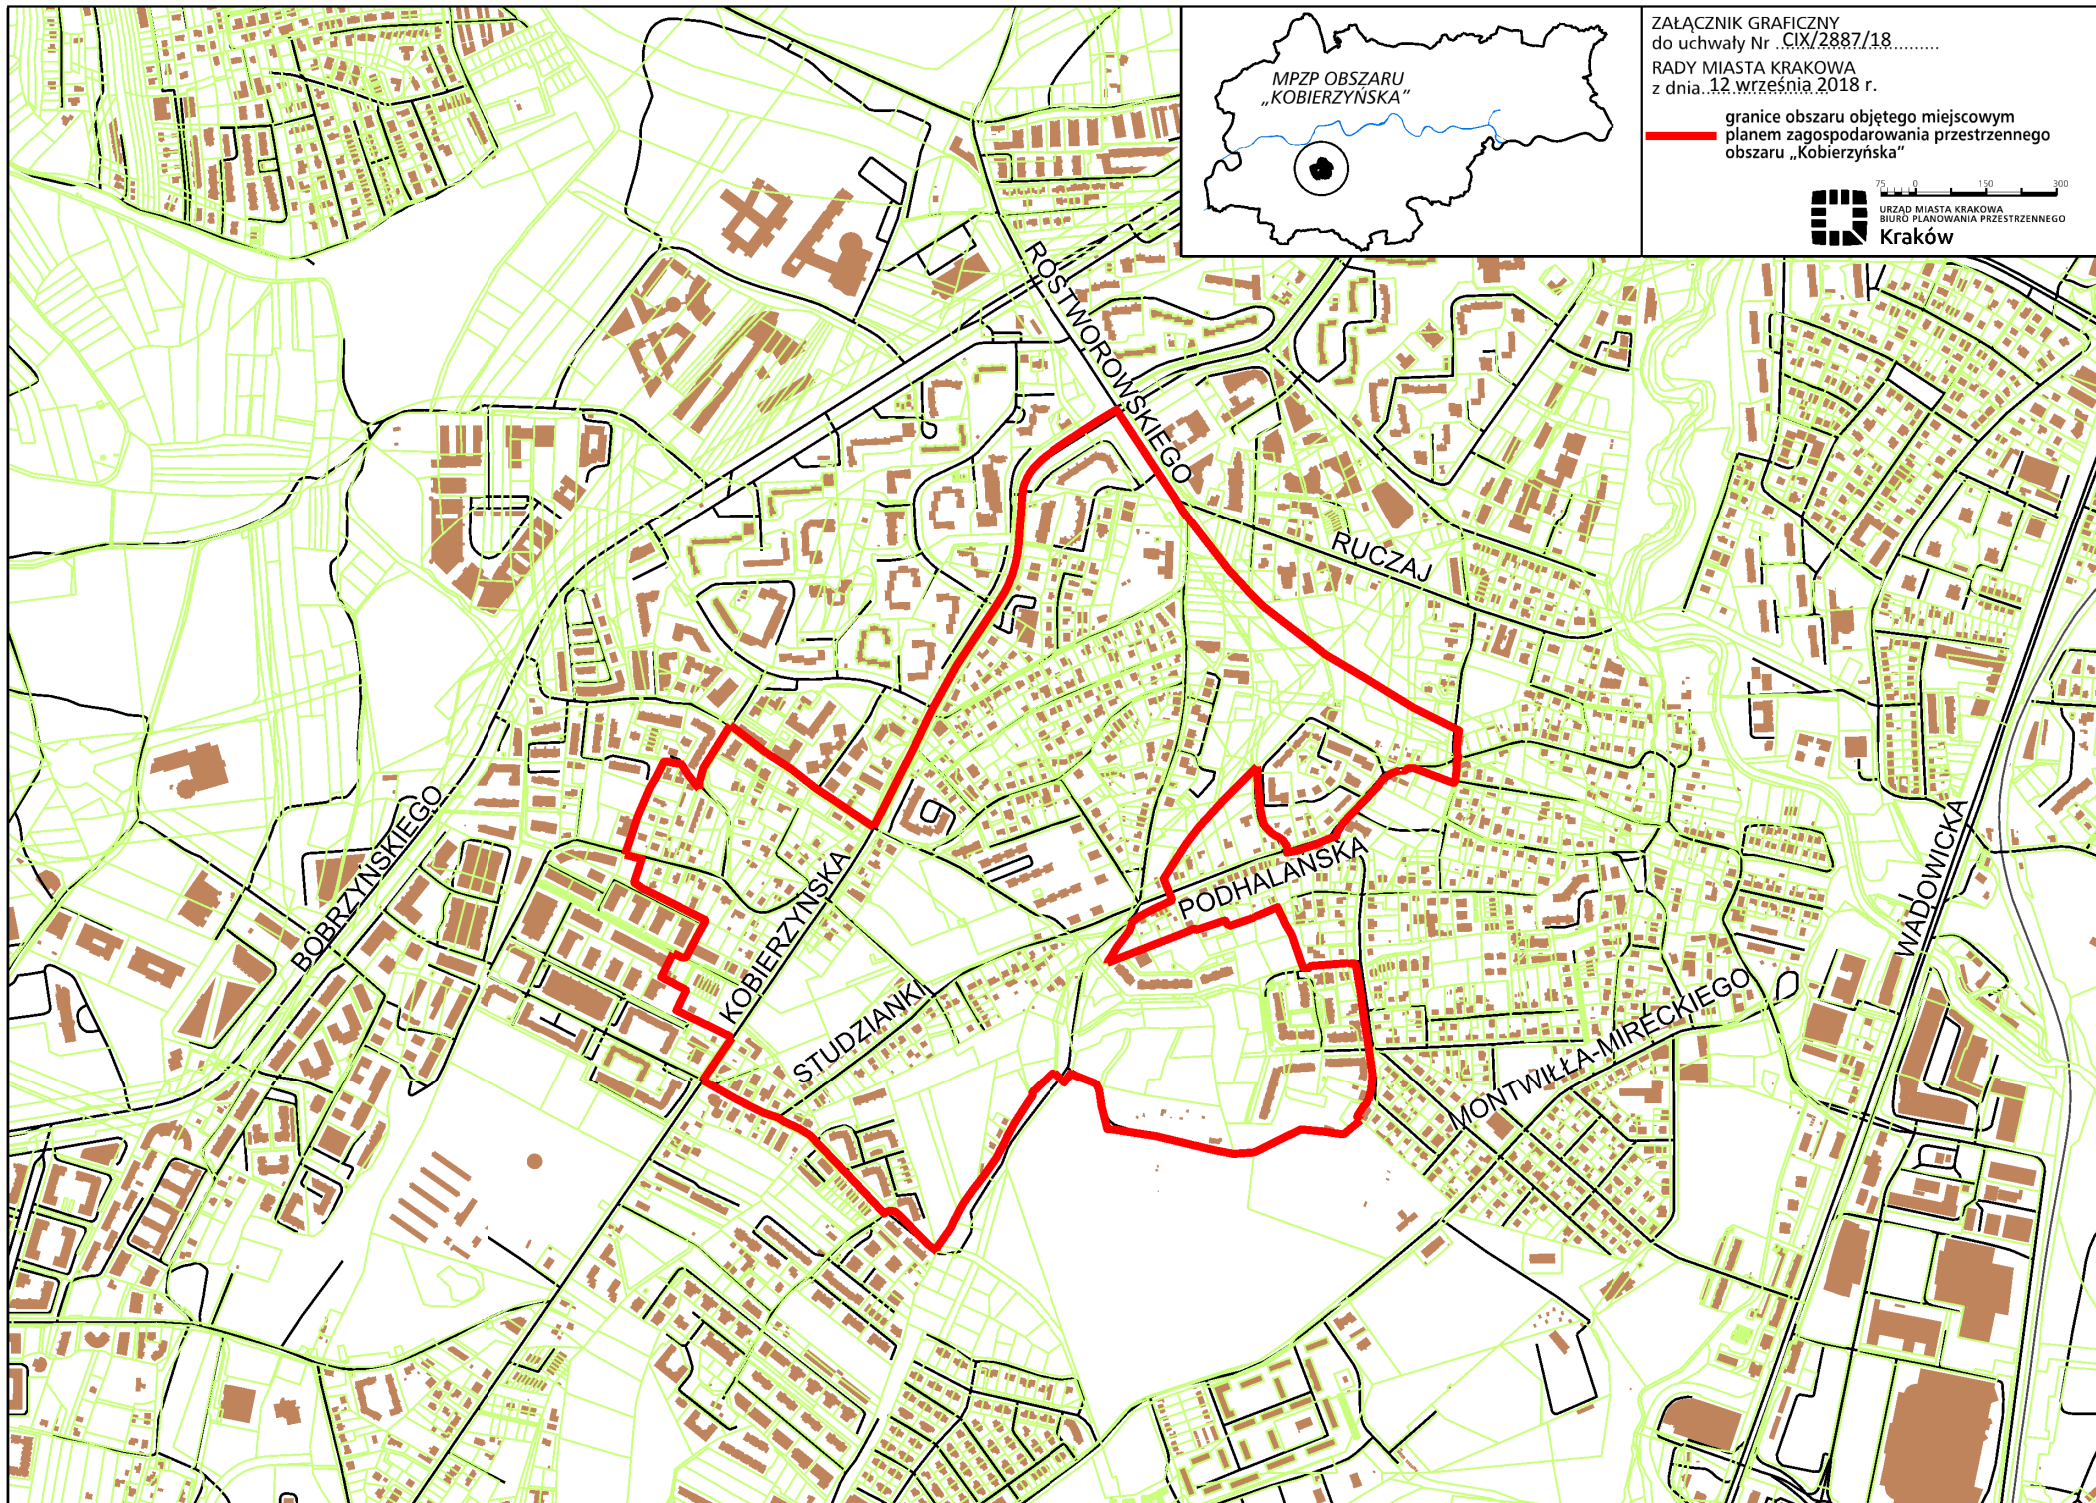 MPZP OBSZARU
„KOBIERZYŃSKA”
ZAŁĄCZNIK GRAFICZNY
do uchwały Nr ..CIX/2887/18..........
RADY MIASTA KRAKOWA
z dnia..12 września 2018 r.
granice obszaru objętego miejscowym
planem zagospodarowania przestrzennego
obszaru „Kobierzyńska”
75 0 150 300
URZĄD MIASTA KRAKOWA
BIURO PLANOWANIA PRZESTRZENNEGO
Kraków
ROSTWOROWSKIEGO
RUCZAJ
BOBRZYŃSKIEGO
KOBIERZYŃSKA
PODHALAŃSKA
WADOWICKA
STUDZIANKI
MONTWIŁŁA-MIRECKIEGO